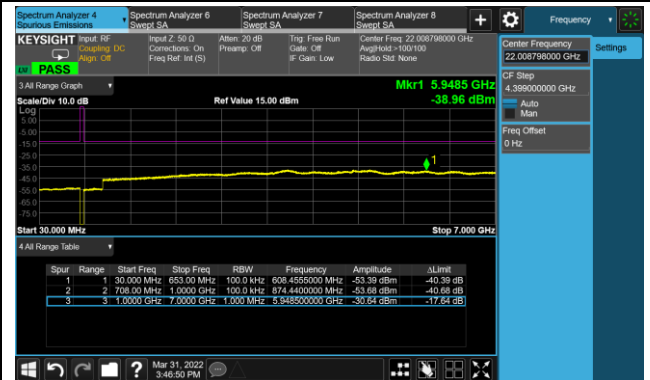 Spectrum Analyzer 4
Spurious Emissions
Spectrum Analyzer 6
Swept SA
Spectrum Analyzer 7
Swept SA
Spectrum Analyzer 8
Swept SA
+
Frequency
KEYSIGHT
Input: RF
Coupling: DC
Align: Off
Input Z: 50 Ω
Corrections: On
Freq Ref: Int (S)
Atten: 20 dB
Preamp: Off
Trig: Free Run
Gate: Off
IF Gain: Low
Center Freq: 22.008798000 GHz
Avg|Hold:>100/100
Radio Std: None
PASS
Center Frequency
22.008798000 GHz
Settings
CF Step
4.399000000 GHz
Auto
Man
Freq Offset
0 Hz
3 All Range Graph
Mkr1 5.9485 GHz
-38.96 dBm
Scale/Div 10.0 dB
Ref Value 15.00 dBm
Log
5.00
-5.00
-15.0
-25.0
-35.0
-45.0
-55.0
-65.0
-75.0
1
Start 30.000 MHz
Stop 7.000 GHz
4 All Range Table
Spur Range Start Freq Stop Freq RBW Frequency Amplitude ΔLimit
1 1 30.000 MHz 653.00 MHz 100.0 kHz 608.4555000 MHz -53.39 dBm -40.39 dB
2 2 708.00 MHz 1.0000 GHz 100.0 kHz 874.4400000 MHz -53.68 dBm -40.68 dB
3 3 1.0000 GHz 7.0000 GHz 1.000 MHz 5.948500000 GHz -30.64 dBm -17.64 dB
?
Mar 31, 2022
3:46:50 PM